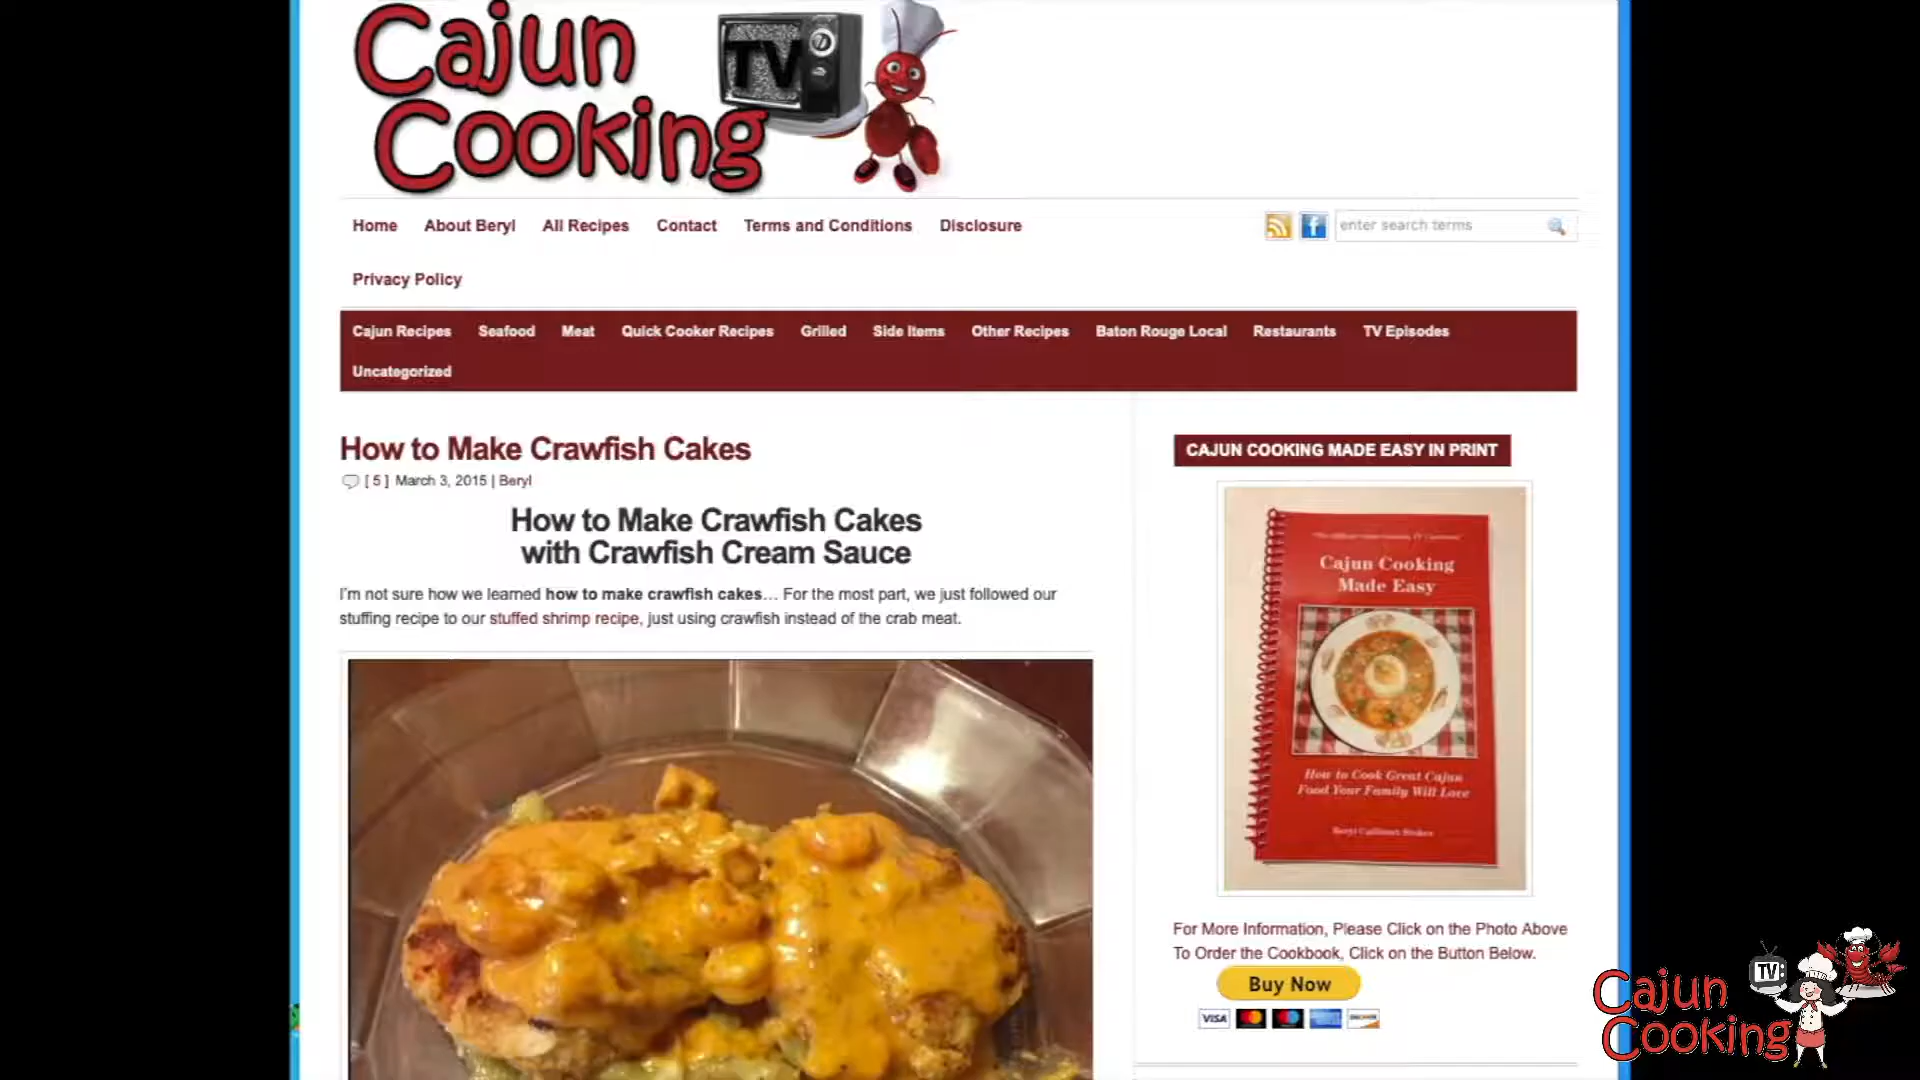 Cajun
TV
Cooking
Home About Beryl All Recipes Contact Terms and Conditions Disclosure
enter search terms
Privacy Policy
Cajun Recipes Seafood Meat Quick Cooker Recipes Grilled Side Items Other Recipes Baton Rouge Local Restaurants TV Episodes
Uncategorized
How to Make Crawfish Cakes
[ 5 ] March 3, 2015 | Beryl
How to Make Crawfish Cakes
with Crawfish Cream Sauce
I'm not sure how we learned how to make crawfish cakes… For the most part, we just followed our
stuffing recipe to our stuffed shrimp recipe, just using crawfish instead of the crab meat.
CAJUN COOKING MADE EASY IN PRINT
Cajun Cooking
Made Easy
How to Cook Great Cajun
Food Your Family Will Love
For More Information, Please Click on the Photo Above
To Order the Cookbook, Click on the Button Below.
Buy Now
VISA
TV
Cajun
Cooking